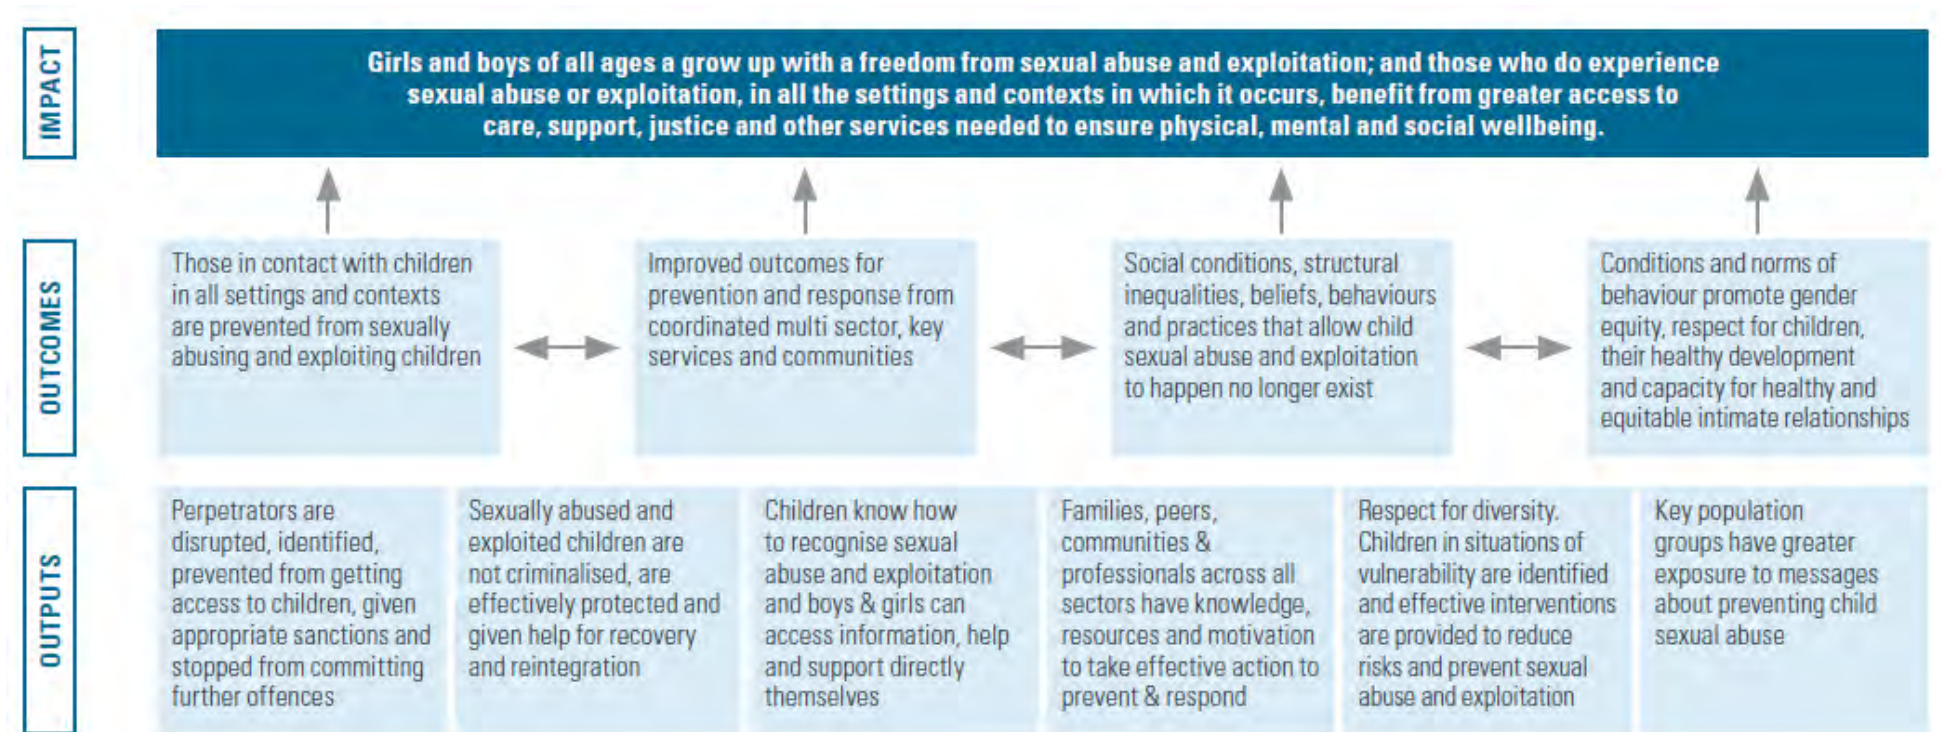 IMPACT
Girls and boys of all ages a grow up with a freedom from sexual abuse and exploitation; and those who do experience
sexual abuse or exploitation, in all the settings and contexts in which it occurs, benefit from greater access to
care, support, justice and other services needed to ensure physical, mental and social wellbeing.
OUTCOMES
Those in contact with children
in all settings and contexts
are prevented from sexually
abusing and exploiting children
Improved outcomes for
prevention and response from
coordinated multi sector, key
services and communities
Social conditions, structural
inequalities, beliefs, behaviours
and practices that allow child
sexual abuse and exploitation
to happen no longer exist
Conditions and norms of
behaviour promote gender
equity, respect for children,
their healthy development
and capacity for healthy and
equitable intimate relationships
OUTPUTS
Perpetrators are
disrupted, identified,
prevented from getting
access to children, given
appropriate sanctions and
stopped from committing
further offences
Sexually abused and
exploited children are
not criminalised, are
effectively protected and
given help for recovery
and reintegration
Children know how
to recognise sexual
abuse and exploitation
and boys & girls can
access information, help
and support directly
themselves
Families, peers,
communities &
professionals across all
sectors have knowledge,
resources and motivation
to take effective action to
prevent & respond
Respect for diversity.
Children in situations of
vulnerability are identified
and effective interventions
are provided to reduce
risks and prevent sexual
abuse and exploitation
Key population
groups have greater
exposure to messages
about preventing child
sexual abuse